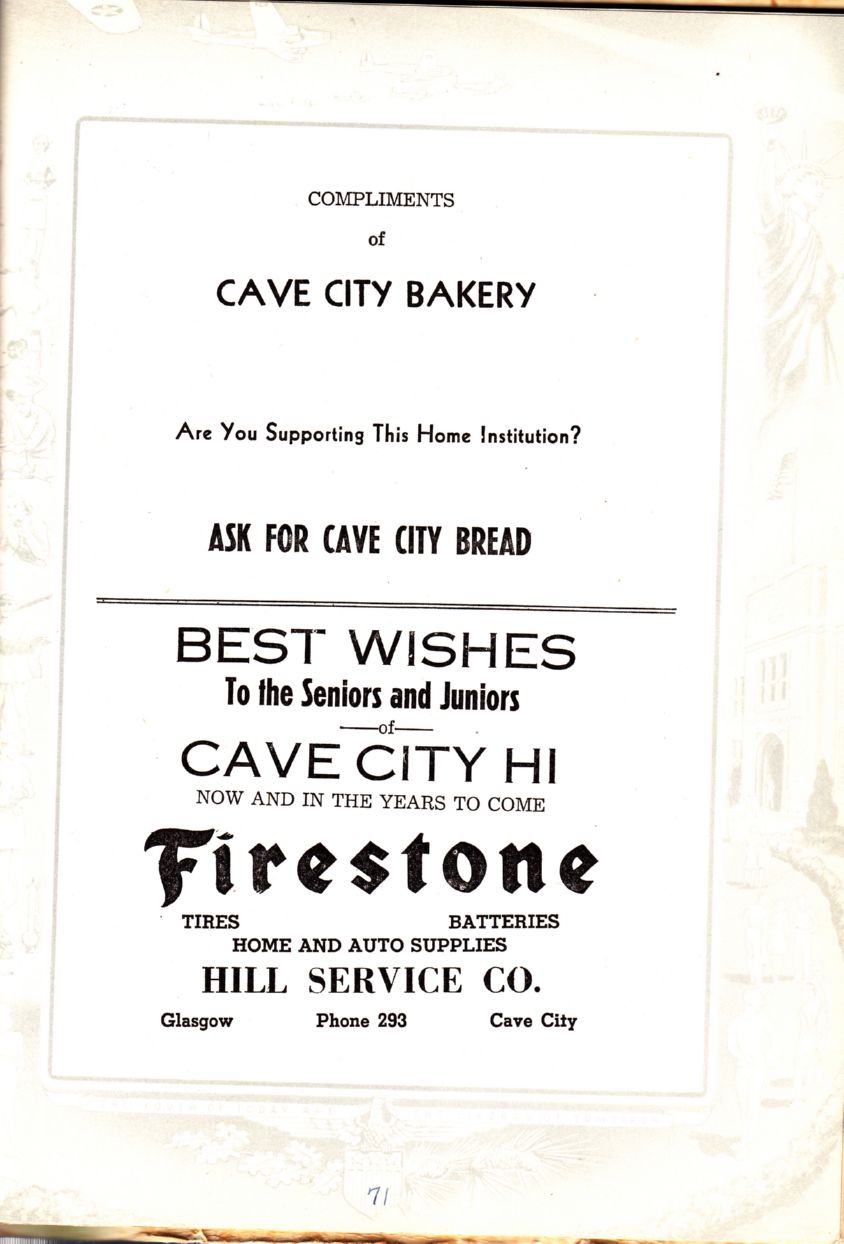 COMPLIMENTS
of
CAVE CITY BAKERY
Are You Supporting This Home Institution?
ASK FOR CAVE CITY BREAD
BEST WISHES
To the Seniors and Juniors
—of—
CAVE CITY HI
NOW AND IN THE YEARS TO COME
Firestone
TIRES BATTERIES
HOME AND AUTO SUPPLIES
HILL SERVICE CO.
Glasgow Phone 293 Cave City
71